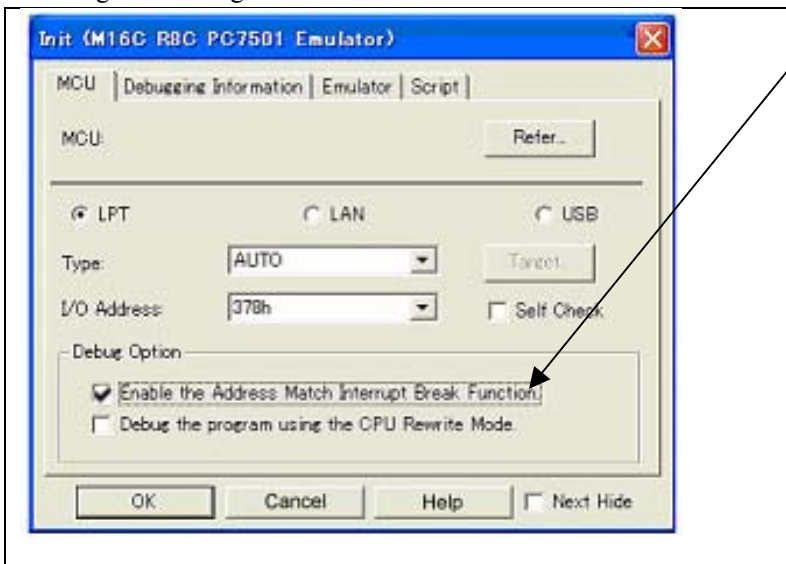 Init (M16C R8C PC7501 Emulator)
MCU Debugging Information Emulator Script
MCU: Refer...
LPT LAN USB
Type: AUTO Target...
I/O Address: 378h Self Check
Debug Option
Enable the Address Match Interrupt Break Function.
Debug the program using the CPU Rewrite Mode.
OK Cancel Help Next Hide